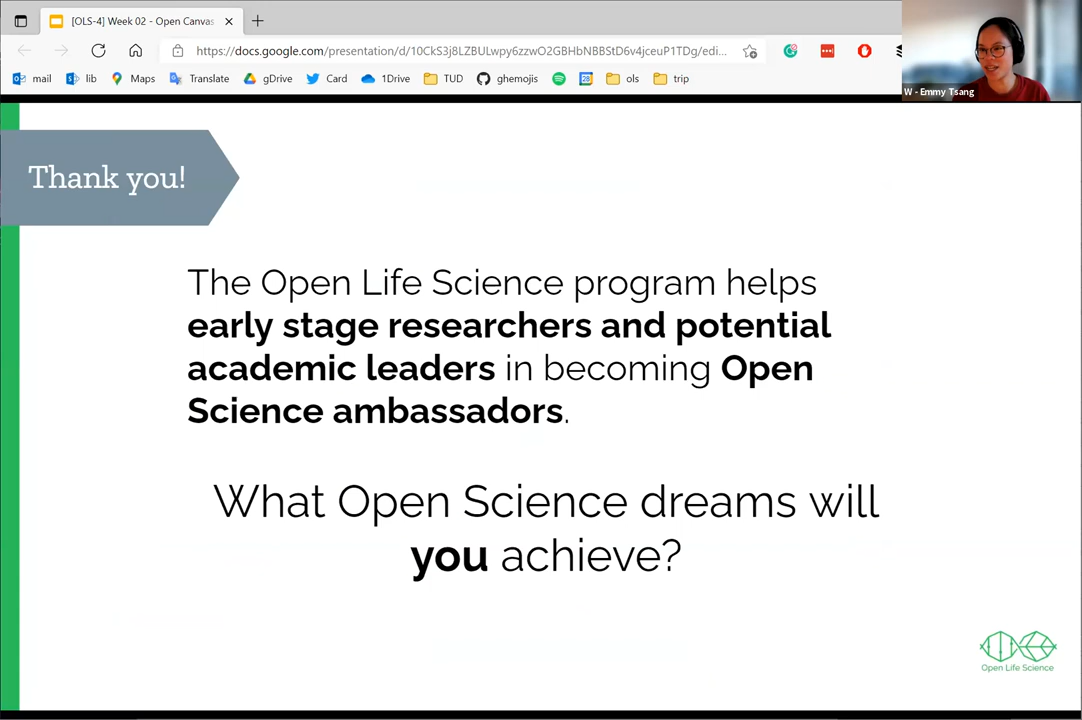 [OLS-4] Week 02 - Open Canvas
https://docs.google.com/presentation/d/10CkS3j8LZBULwpy6zzwO2GBHbNBBStD6v4jceuP1TDg/edi...
mail lib Maps Translate gDrive Card 1Drive TUD ghemojis 28 ols trip
W - Emmy Tsang
Thank you!
The Open Life Science program helps
early stage researchers and potential
academic leaders in becoming Open
Science ambassadors.
What Open Science dreams will
you achieve?
Open Life Science